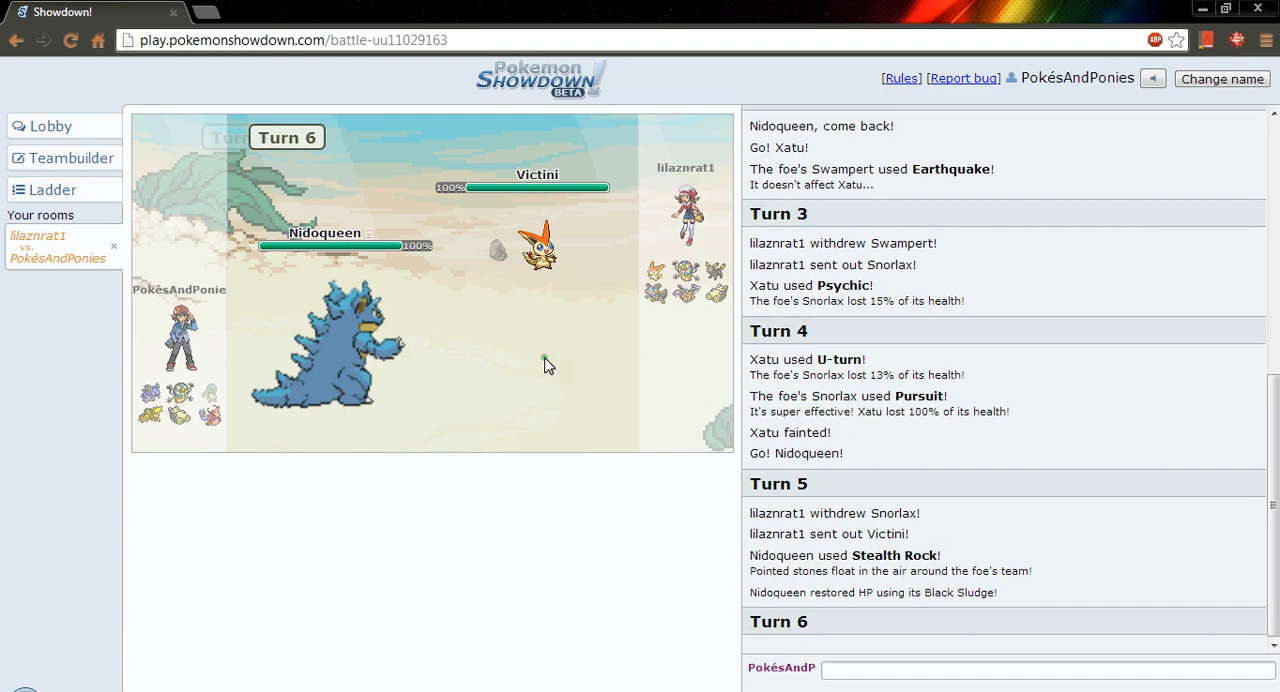 Showdown!
play.pokemonshowdown.com/battle-uu11029163
ABP
Pokemon
SHOWDOWN!
BETA
[Rules] [Report bug] PokésAndPonies
Change name
Lobby
Teambuilder
Ladder
Your rooms
lilaznrat1
vs.
PokésAndPonies
Turn 6
Victini
100%
Nidoqueen
100%
lilaznrat1
PokésAndPonie
Nidoqueen, come back!
Go! Xatu!
The foe's Swampert used Earthquake!
It doesn't affect Xatu...
Turn 3
lilaznrat1 withdrew Swampert!
lilaznrat1 sent out Snorlax!
Xatu used Psychic!
The foe's Snorlax lost 15% of its health!
Turn 4
Xatu used U-turn!
The foe's Snorlax lost 13% of its health!
The foe's Snorlax used Pursuit!
It's super effective! Xatu lost 100% of its health!
Xatu fainted!
Go! Nidoqueen!
Turn 5
lilaznrat1 withdrew Snorlax!
lilaznrat1 sent out Victini!
Nidoqueen used Stealth Rock!
Pointed stones float in the air around the foe's team!
Nidoqueen restored HP using its Black Sludge!
Turn 6
PokésAndP